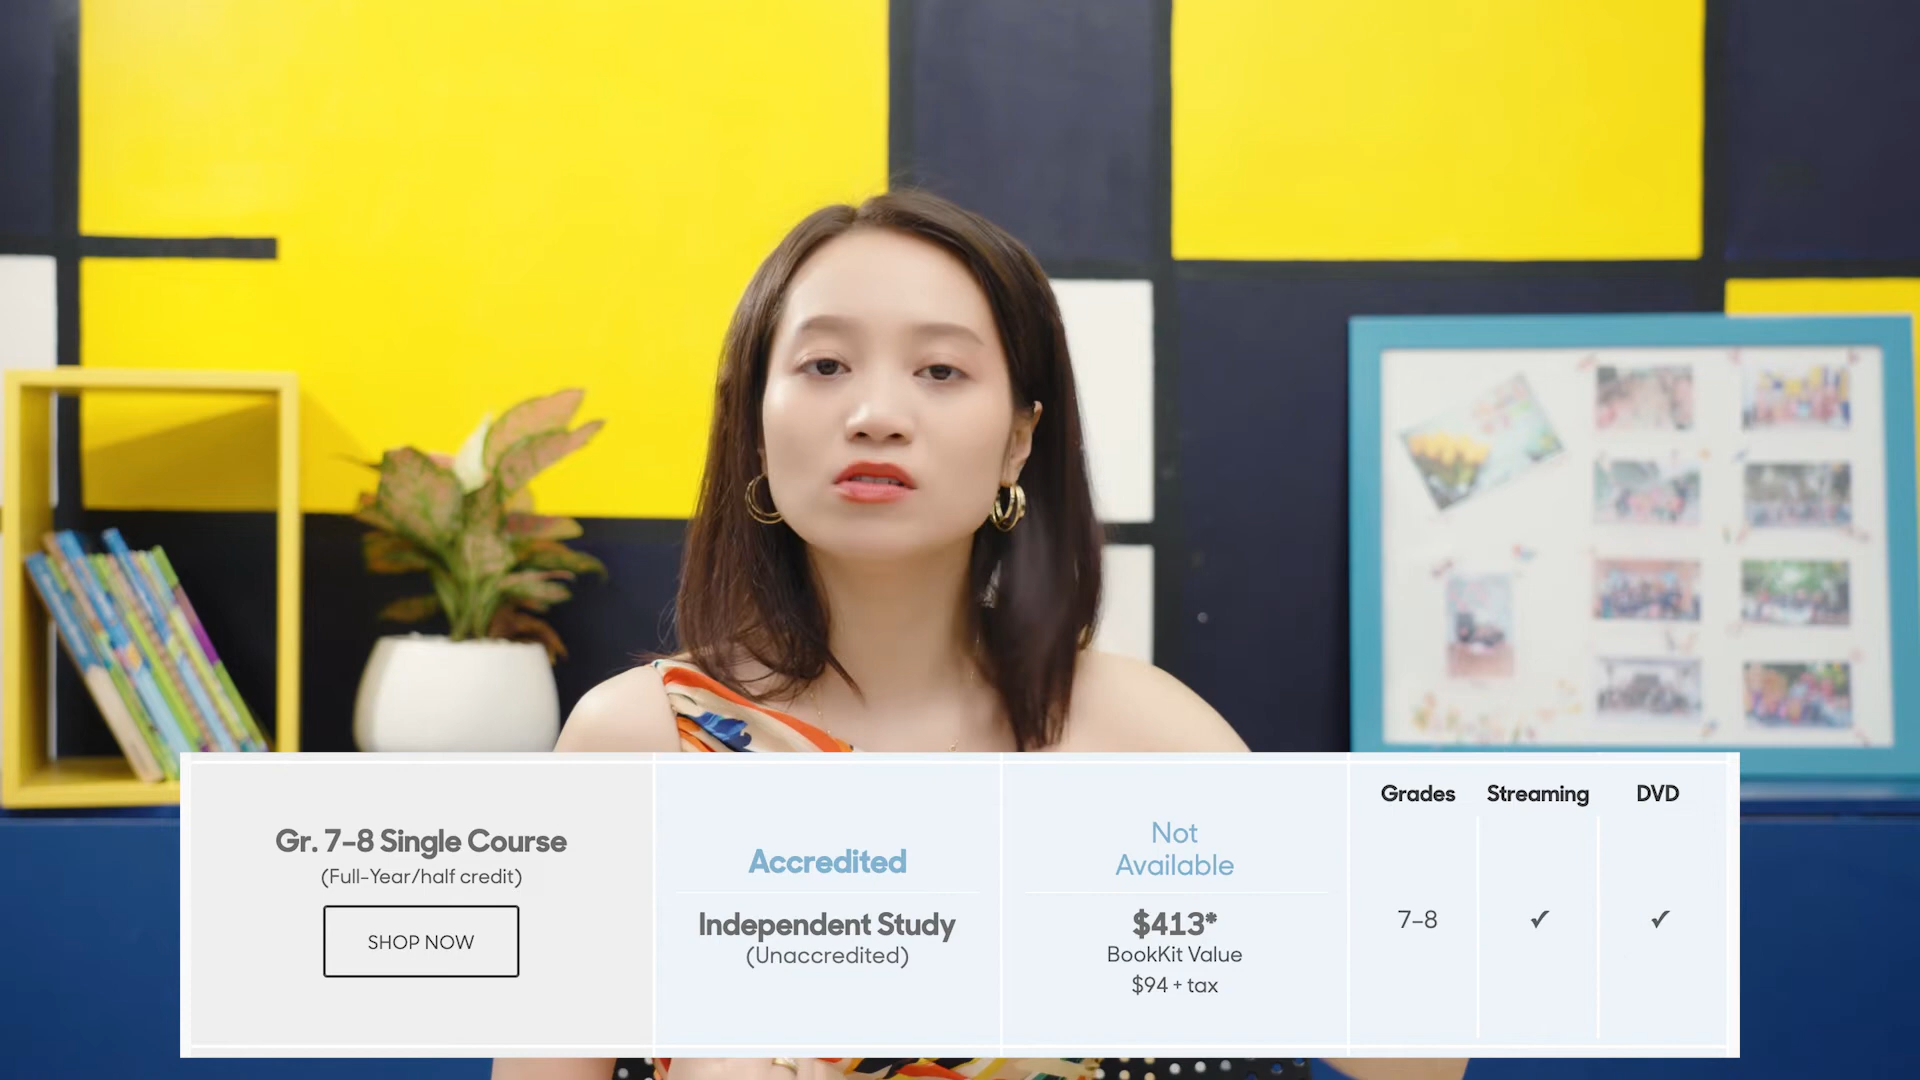 Gr. 7–8 Single Course
(Full-Year/half credit)
SHOP NOW
Accredited
Independent Study
(Unaccredited)
Not
Available
$413*
BookKit Value
$94 + tax
Grades Streaming DVD
7–8 ✓ ✓